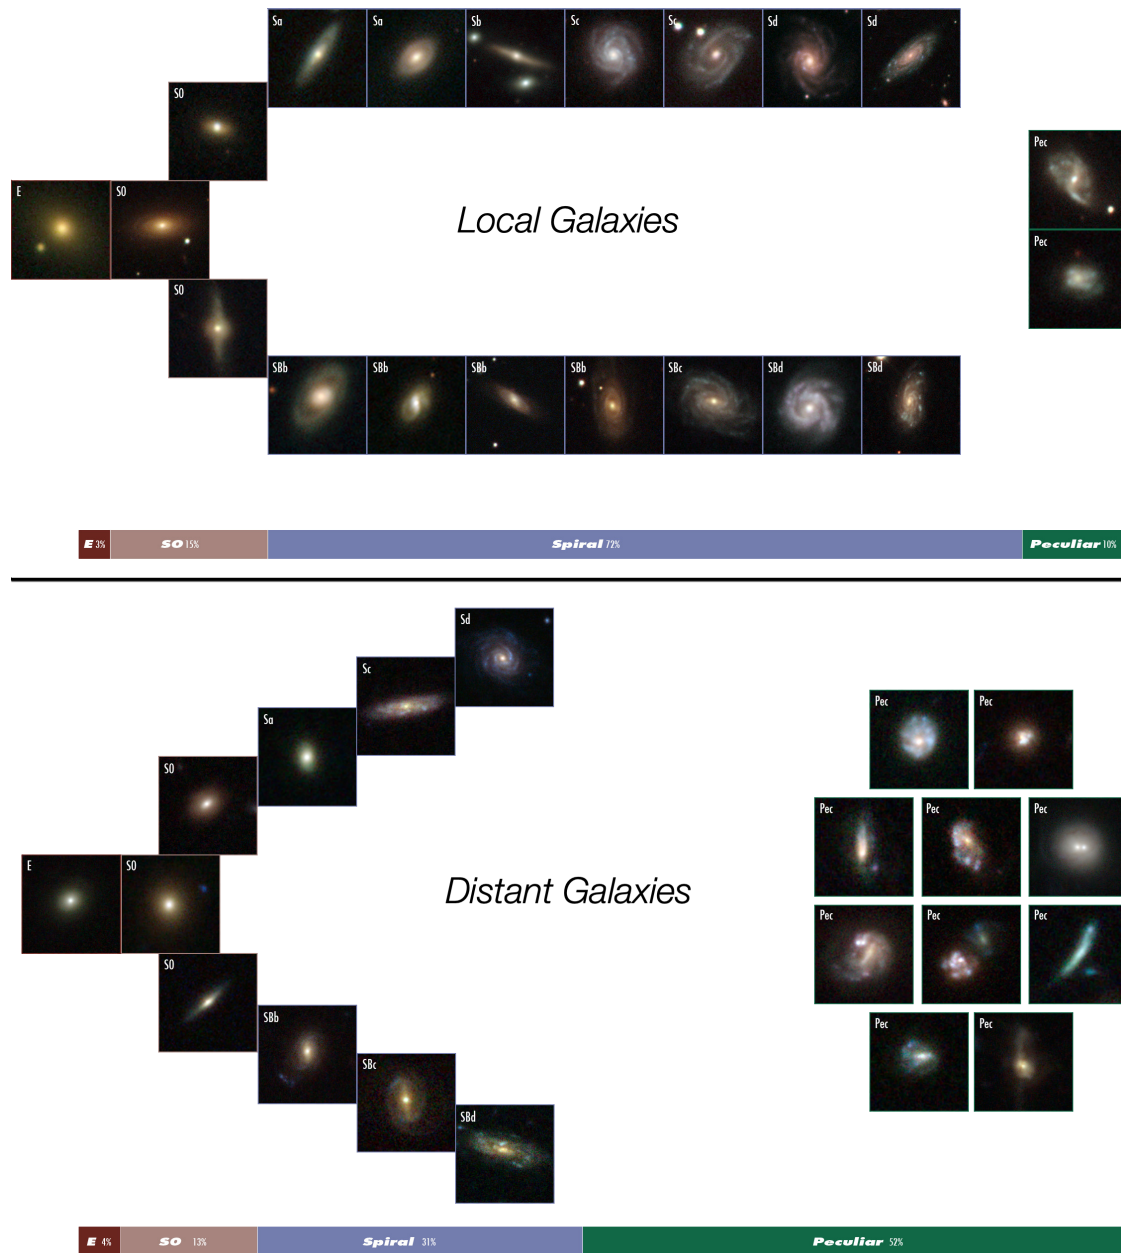 Sa Sa Sb Sc Sc Sd Sd
S0
Pec
E S0
Local Galaxies
Pec
S0
SBb SBb SBb SBb SBc SBd SBd
E 3% SO 15% Spiral 72% Peculiar 10%
Sd
Sc
Pec Pec
Sa
S0
Pec Pec Pec
E S0
Distant Galaxies
Pec Pec Pec
S0
SBb
Pec Pec
SBc
SBd
E 4% SO 13% Spiral 31% Peculiar 52%